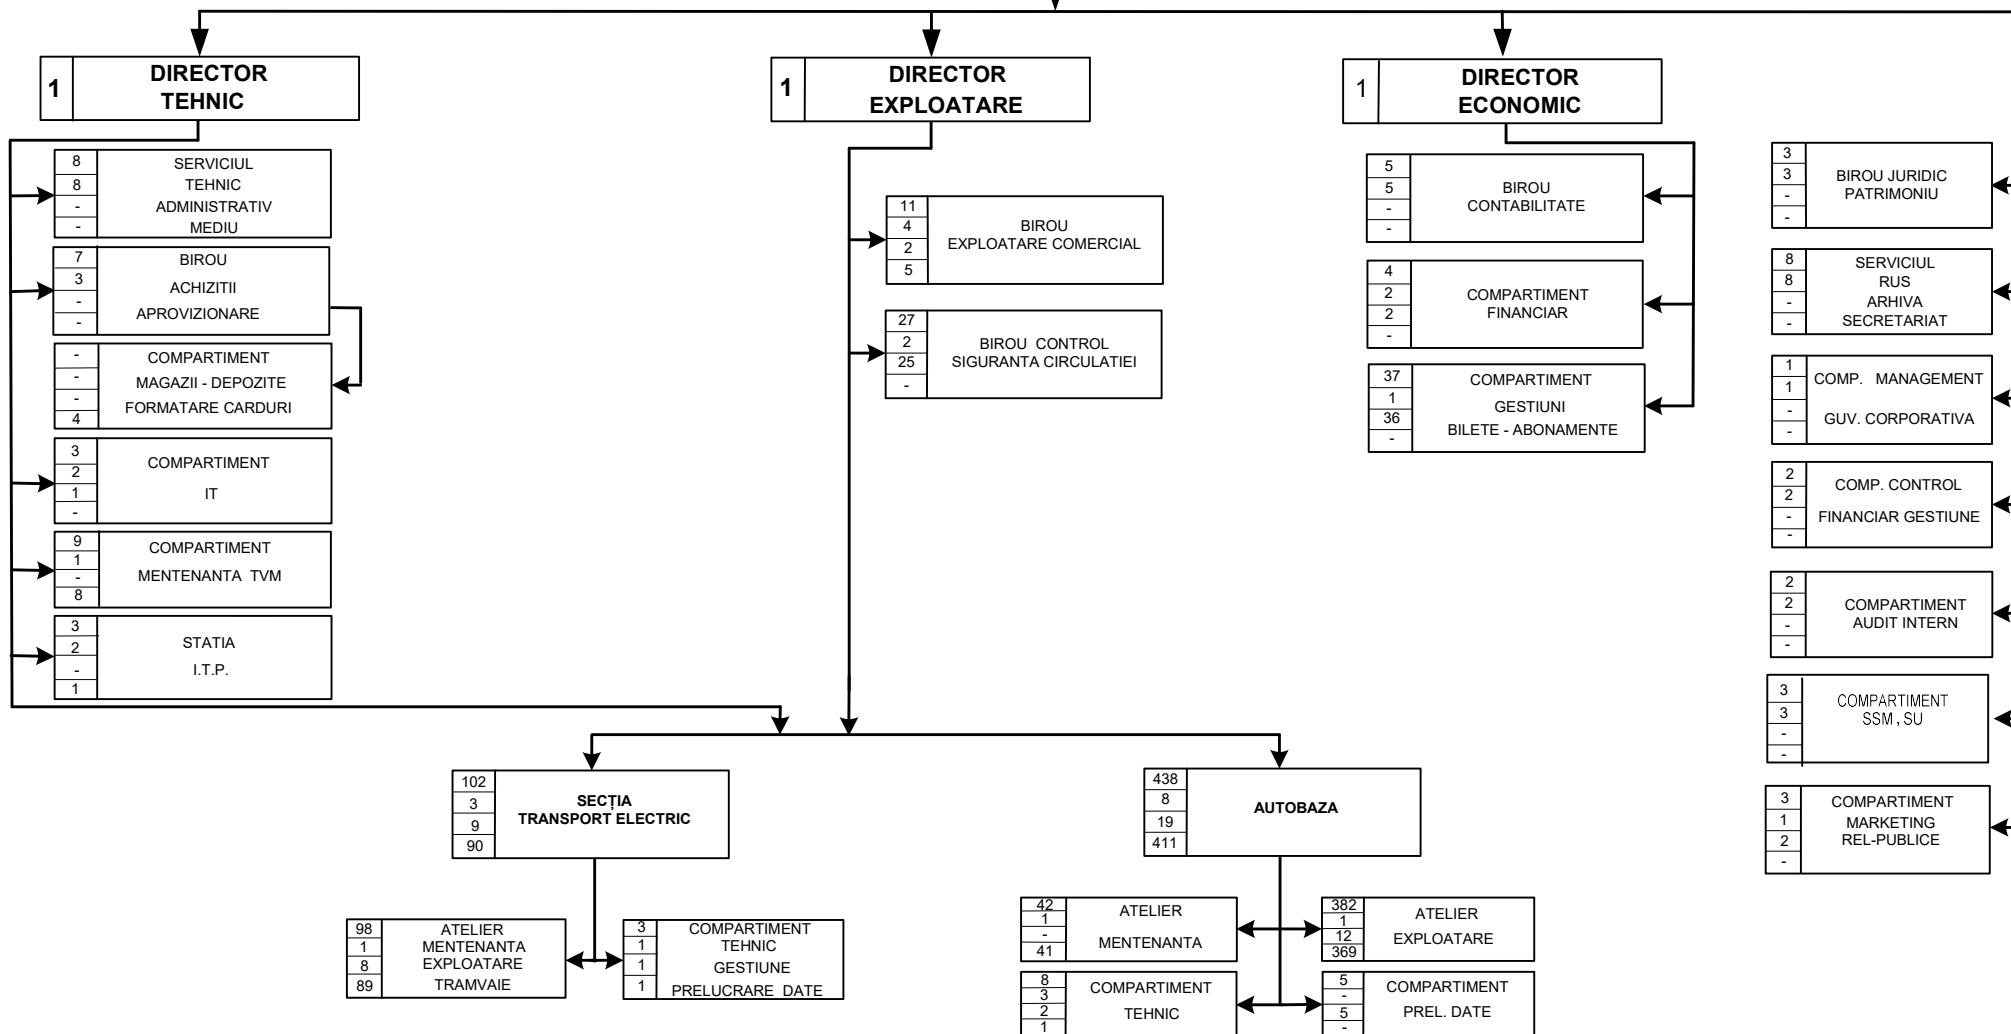 1
DIRECTOR
TEHNIC
1
DIRECTOR
EXPLOATARE
1
DIRECTOR
ECONOMIC
8
8
-
-
SERVICIUL
TEHNIC
ADMINISTRATIV
MEDIU
7
3
-
-
BIROU
ACHIZITII
APROVIZIONARE
-
-
-
4
COMPARTIMENT
MAGAZII - DEPOZITE
FORMATARE CARDURI
3
2
1
-
COMPARTIMENT
IT
9
1
-
8
COMPARTIMENT
MENTENANTA TVM
3
2
-
1
STATIA
I.T.P.
11
4
2
5
BIROU
EXPLOATARE COMERCIAL
27
2
25
-
BIROU CONTROL
SIGURANTA CIRCULATIEI
5
5
-
-
BIROU
CONTABILITATE
4
2
2
-
COMPARTIMENT
FINANCIAR
37
1
36
-
COMPARTIMENT
GESTIUNI
BILETE - ABONAMENTE
3
3
-
-
BIROU JURIDIC
PATRIMONIU
8
8
-
-
SERVICIUL
RUS
ARHIVA
SECRETARIAT
1
1
-
-
COMP. MANAGEMENT
GUV. CORPORATIVA
2
2
-
-
COMP. CONTROL
FINANCIAR GESTIUNE
2
2
-
-
COMPARTIMENT
AUDIT INTERN
3
3
-
-
COMPARTIMENT
SSM , SU
3
1
2
-
COMPARTIMENT
MARKETING
REL-PUBLICE
102
3
9
90
SECȚIA
TRANSPORT ELECTRIC
438
8
19
411
AUTOBAZA
98
1
8
89
ATELIER
MENTENANTA
EXPLOATARE
TRAMVAIE
3
1
1
1
COMPARTIMENT
TEHNIC
GESTIUNE
PRELUCRARE DATE
42
1
-
41
ATELIER
MENTENANTA
382
1
12
369
ATELIER
EXPLOATARE
8
3
2
1
COMPARTIMENT
TEHNIC
5
-
5
-
COMPARTIMENT
PREL. DATE